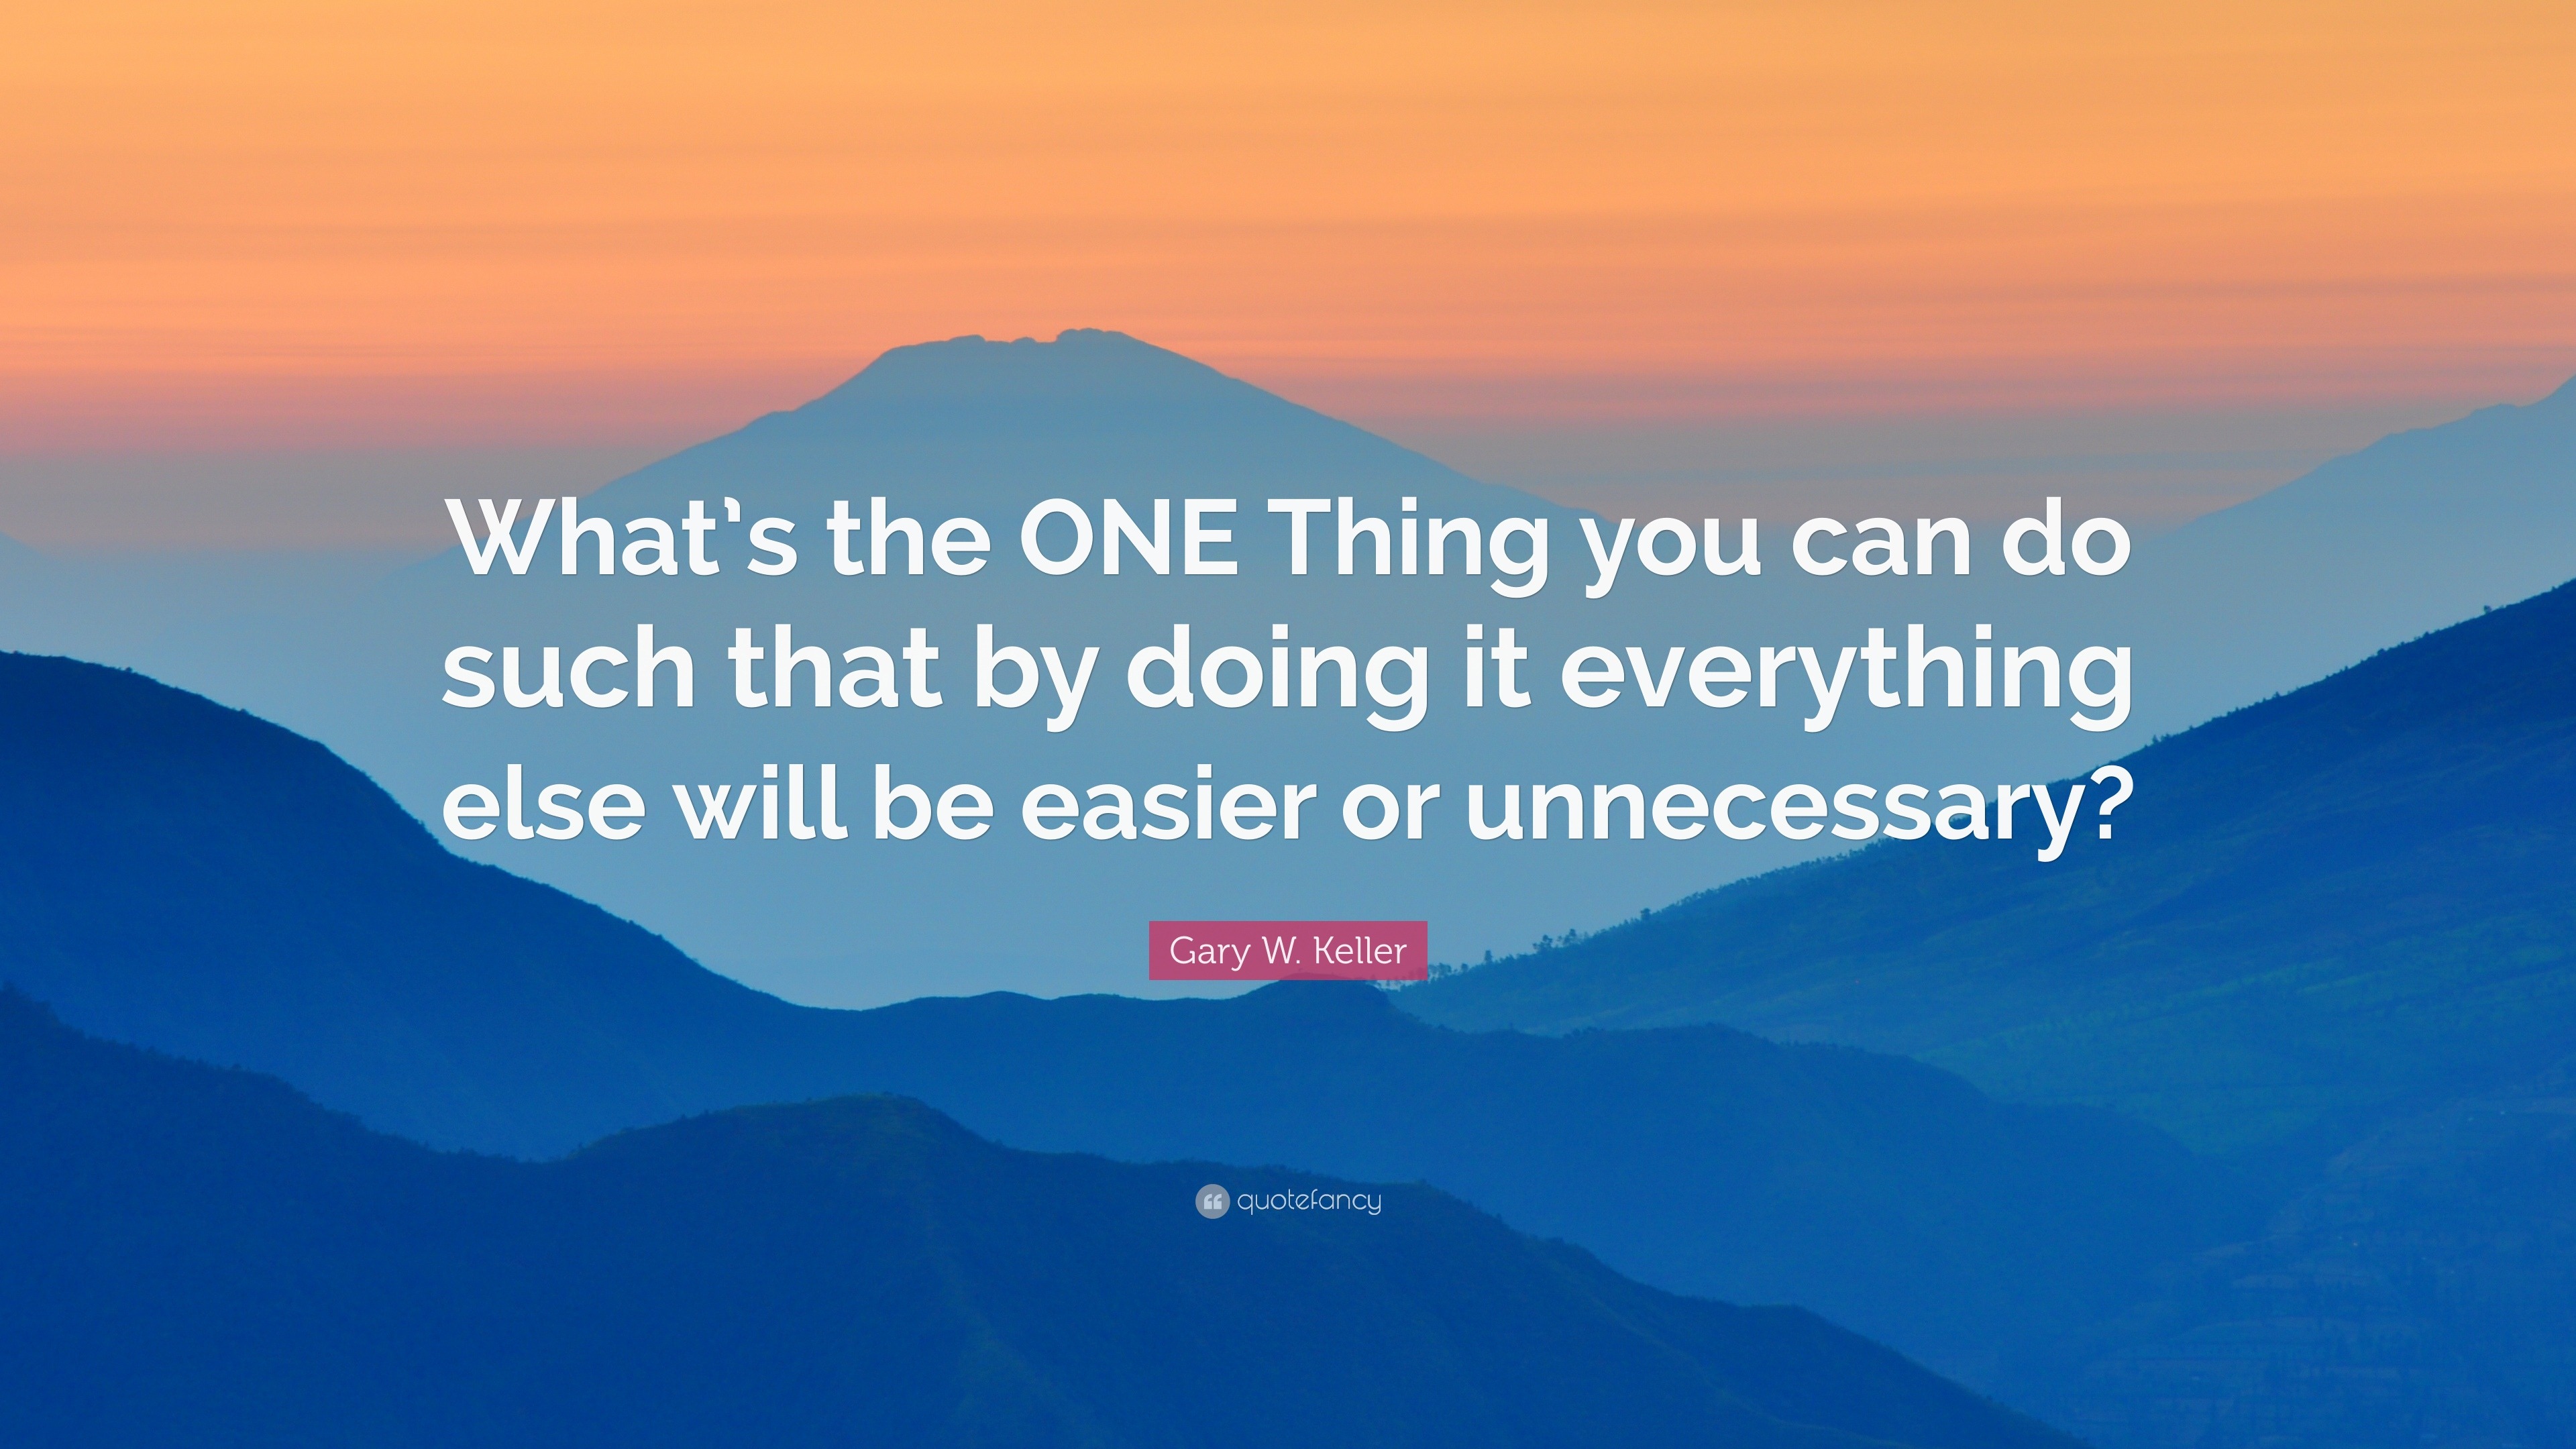 What’s the ONE Thing you can do
such that by doing it everything
else will be easier or unnecessary?
Gary W. Keller
quotefancy